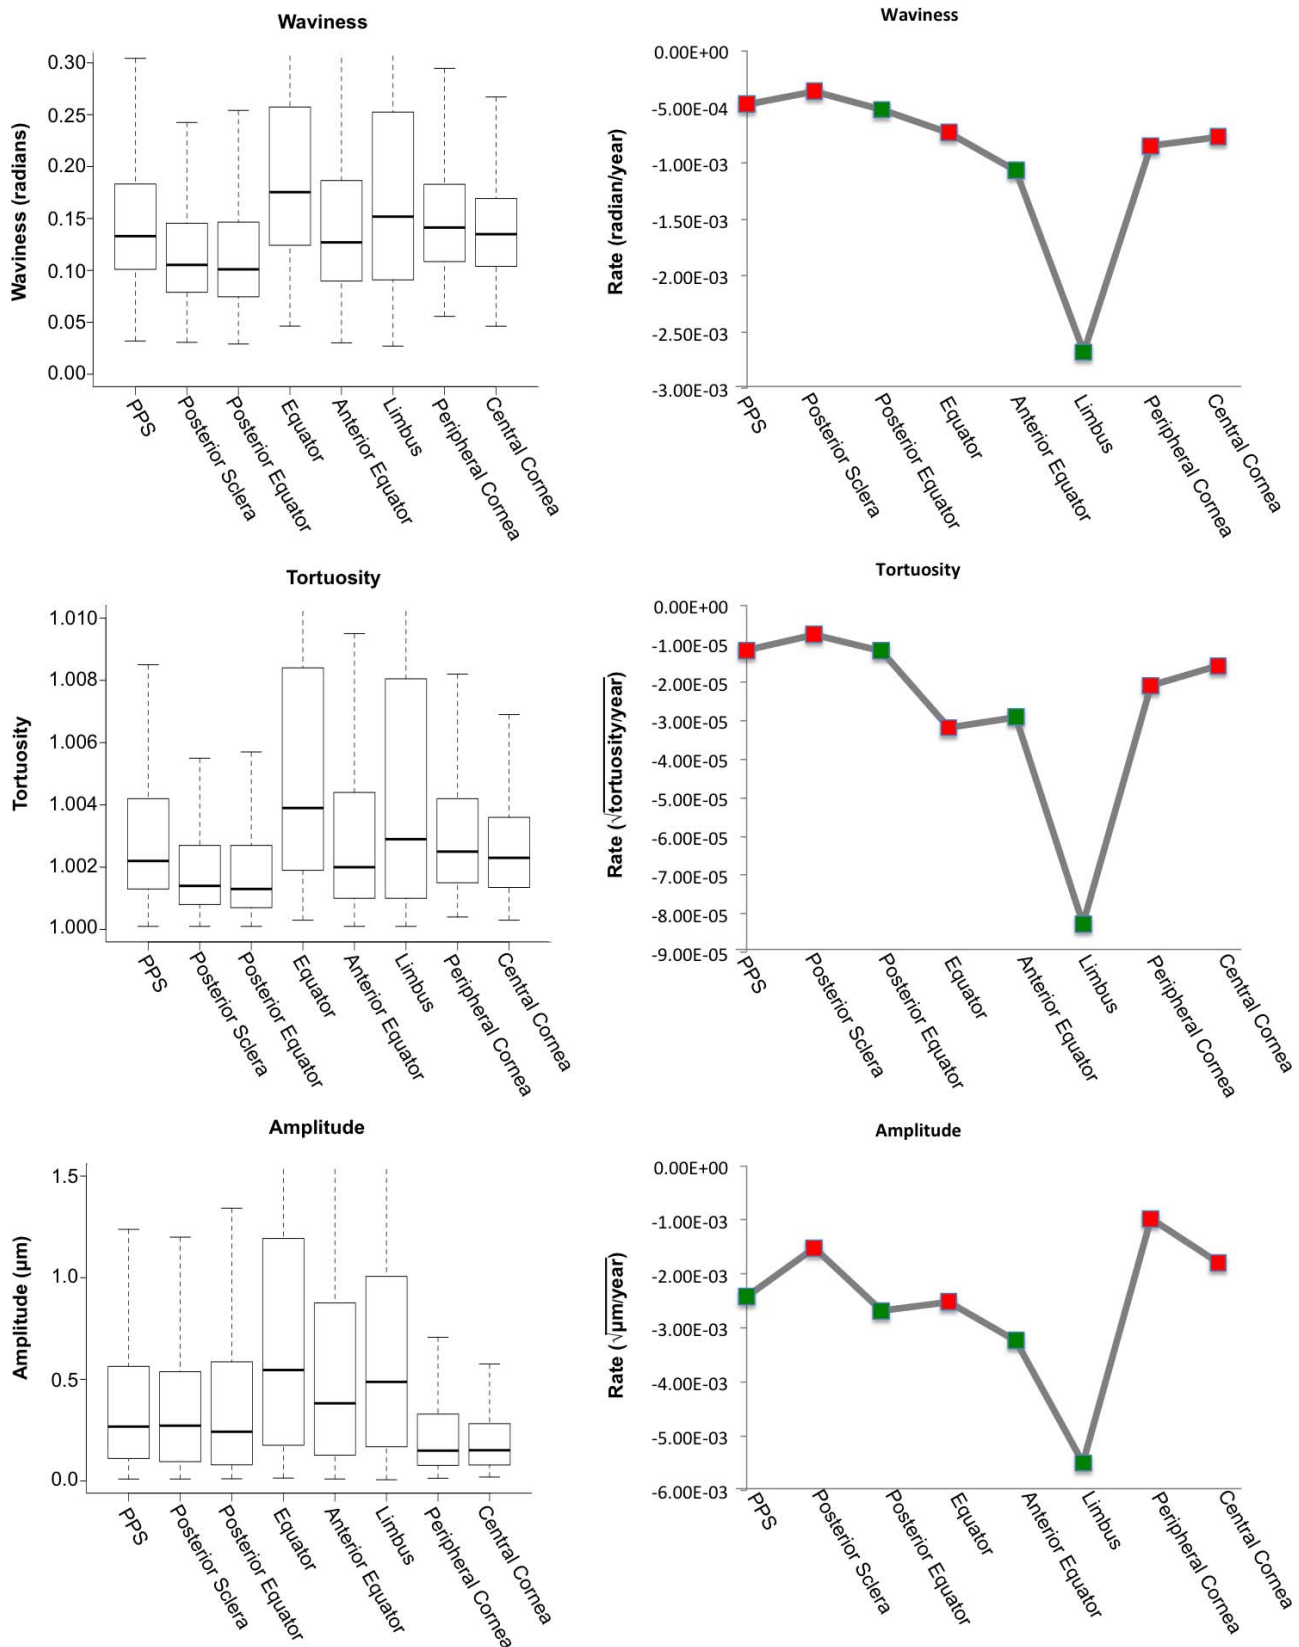 Waviness
Waviness (radians)
0.30
0.25
0.20
0.15
0.10
0.05
0.00
PPS
Posterior Sclera
Posterior Equator
Equator
Anterior Equator
Limbus
Peripheral Cornea
Central Cornea
Waviness
Rate (radian/year)
0.00E+00
-5.00E-04
-1.00E-03
-1.50E-03
-2.00E-03
-2.50E-03
-3.00E-03
PPS
Posterior Sclera
Posterior Equator
Equator
Anterior Equator
Limbus
Peripheral Cornea
Central Cornea
Tortuosity
Tortuosity
1.010
1.008
1.006
1.004
1.002
1.000
PPS
Posterior Sclera
Posterior Equator
Equator
Anterior Equator
Limbus
Peripheral Cornea
Central Cornea
Tortuosity
Rate (√tortuosity/year)
0.00E+00
-1.00E-05
-2.00E-05
-3.00E-05
-4.00E-05
-5.00E-05
-6.00E-05
-7.00E-05
-8.00E-05
-9.00E-05
PPS
Posterior Sclera
Posterior Equator
Equator
Anterior Equator
Limbus
Peripheral Cornea
Central Cornea
Amplitude
Amplitude (μm)
1.5
1.0
0.5
0.0
PPS
Posterior Sclera
Posterior Equator
Equator
Anterior Equator
Limbus
Peripheral Cornea
Central Cornea
Amplitude
Rate (√μm/year)
0.00E+00
-1.00E-03
-2.00E-03
-3.00E-03
-4.00E-03
-5.00E-03
-6.00E-03
PPS
Posterior Sclera
Posterior Equator
Equator
Anterior Equator
Limbus
Peripheral Cornea
Central Cornea